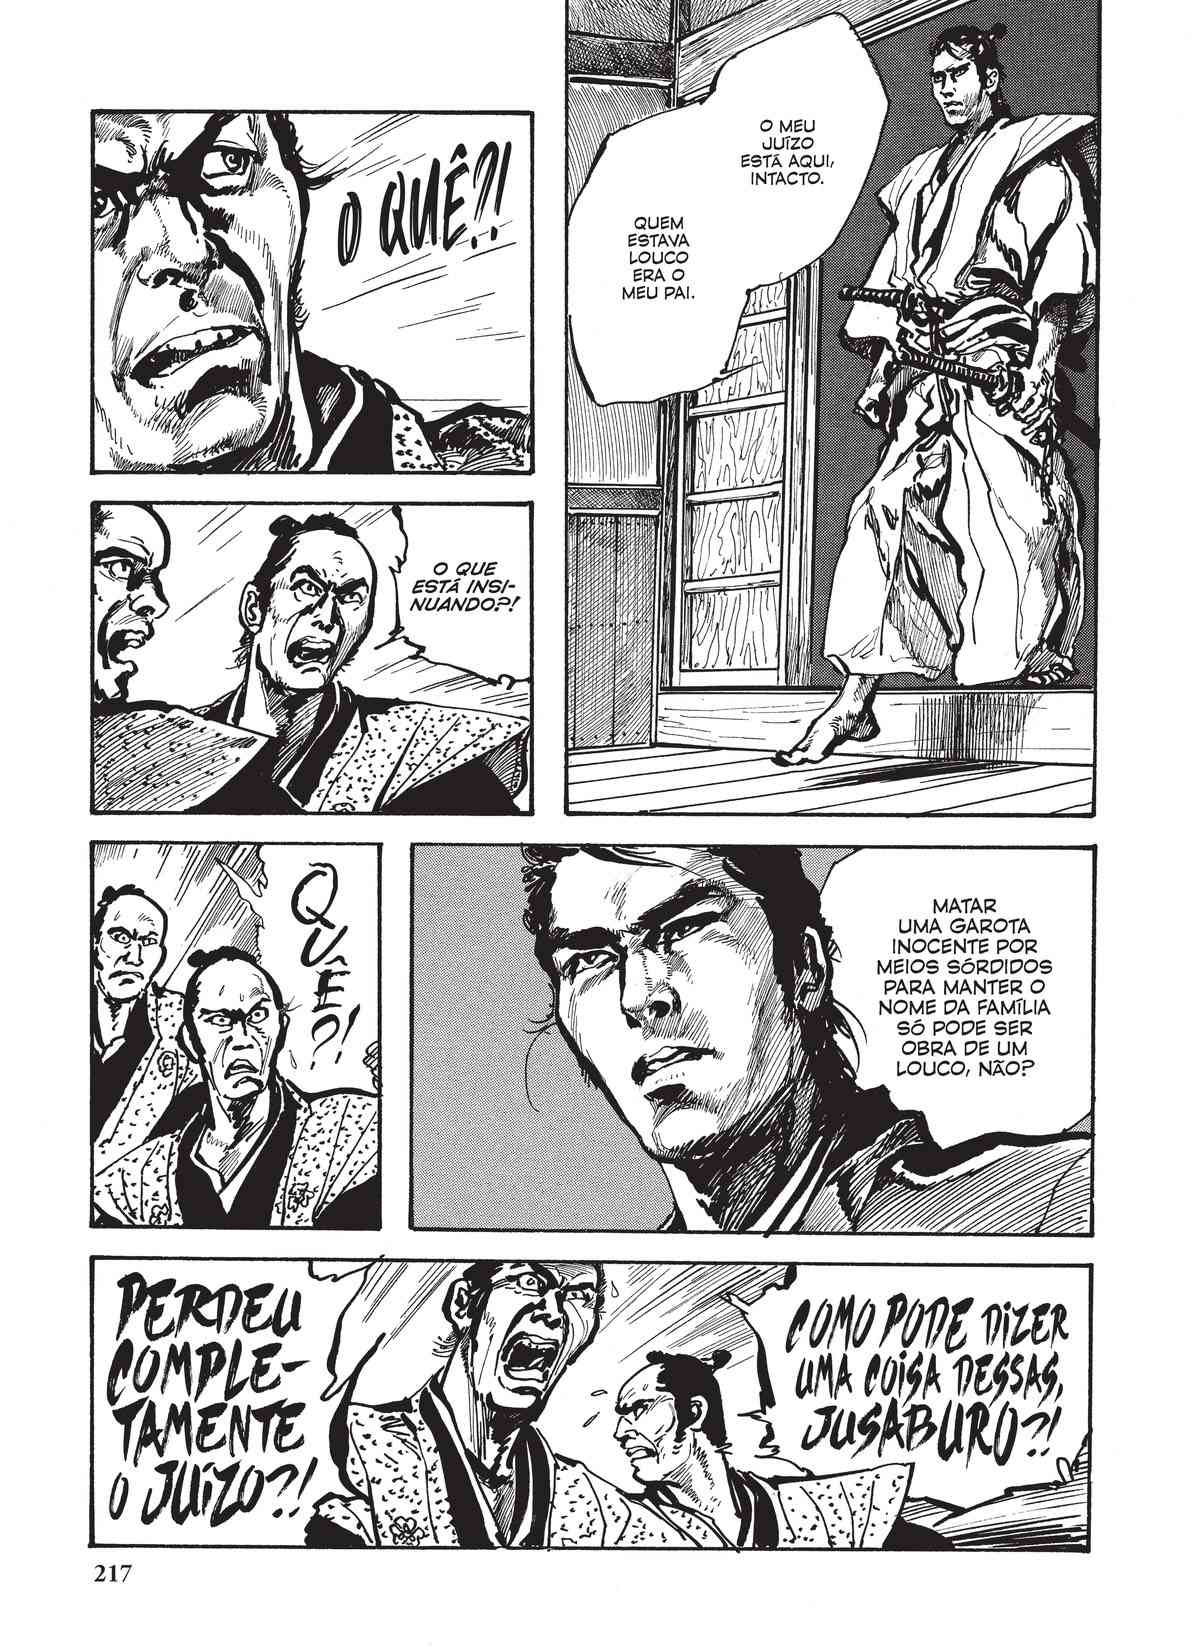 O MEU
JUÍZO
ESTÁ AQUI,
INTACTO.
QUEM
ESTAVA
LOUCO
ERA O
MEU PAI.
O QUÊ?!
O QUE
ESTÁ INSI-
NUANDO?!
MATAR
UMA GAROTA
INOCENTE POR
MEIOS SÓRDIDOS
PARA MANTER O
NOME DA FAMÍLIA
SÓ PODE SER
OBRA DE UM
LOUCO, NÃO?
QUÊ?!
COMO PODE DIZER
UMA COISA DESSAS,
JUSABURO?!
PERDEU
COMPLE-
TAMENTE
O JUÍZO?!
217